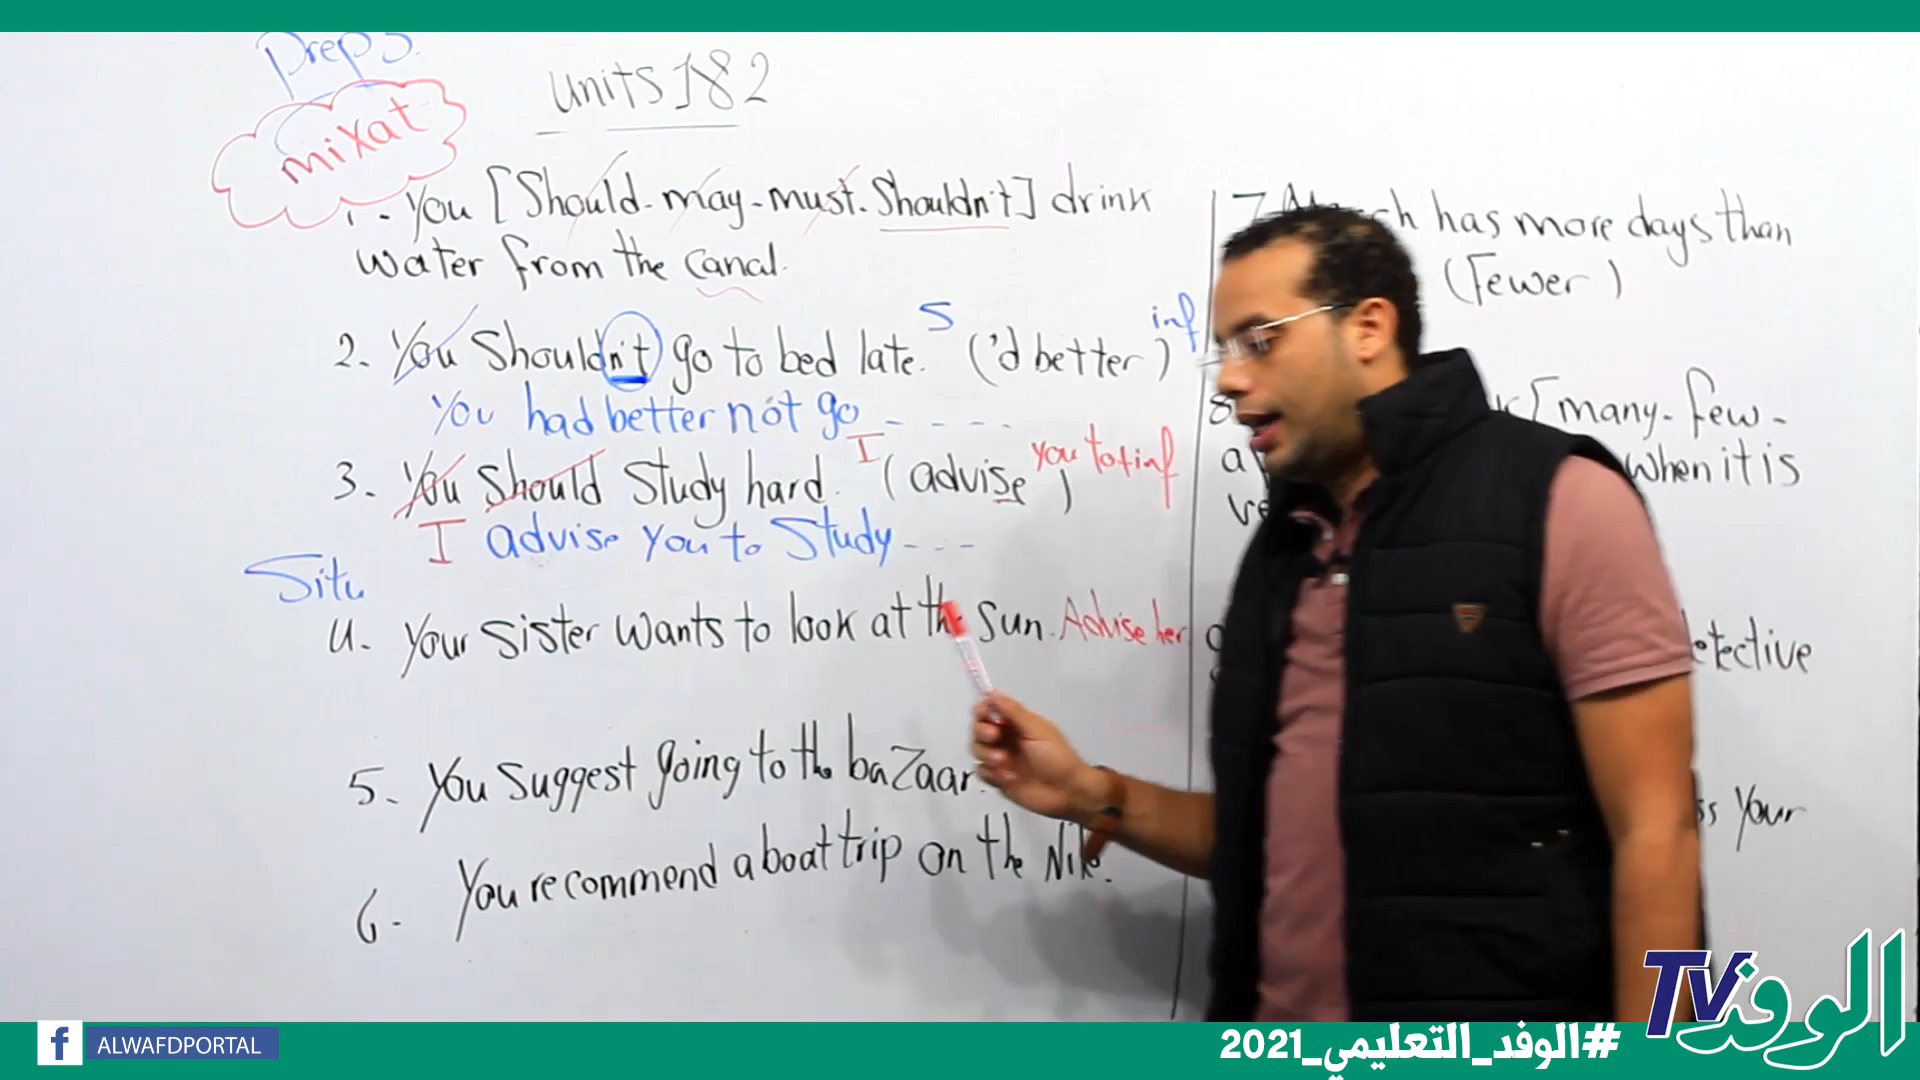 Preps.
mixat
Units 1 & 2
1 - You [Should - may - must - Shouldn't] drink
water from the canal.
2. You Shouldn't go to bed late. S ('d better) inf
You had better not go - - - -
3. You Should Study hard. I (advise) you to + inf
I advise you to Study - - -
Situ
4. Your sister wants to look at the sun. Advise her
5. You suggest going to the bazaar.
6. You recommend a boat trip on the Nile.
7. has more days than
(Fewer)
8 [many - few -
when it is
etective
ss your
ALWAFDPORTAL
#الوفد_التعليمي_2021
الوفد TV